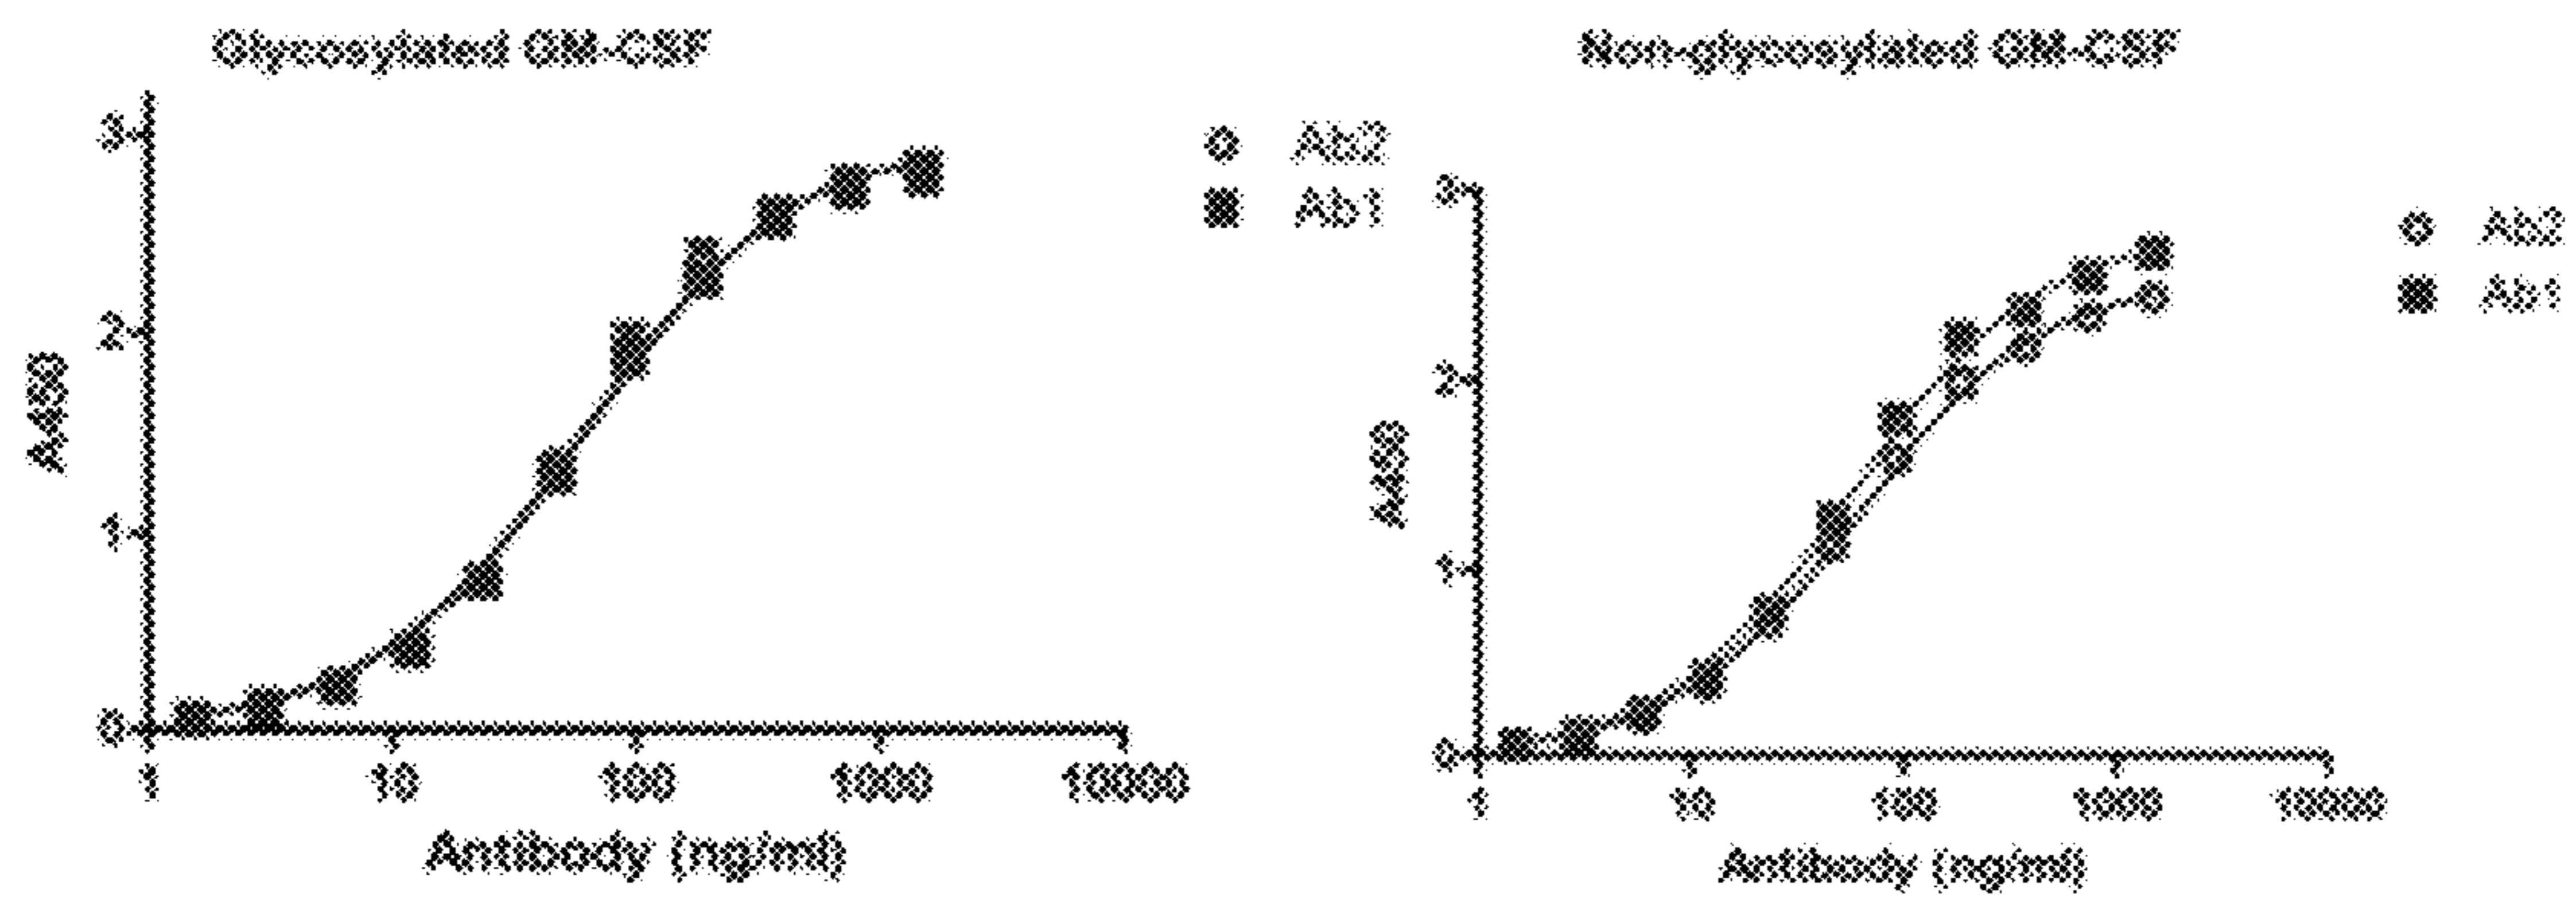 Glycosylated GM-CSF
3
2
1
0
A450
1 10 100 1000 10000
Antibody (ng/ml)
Ab2
Ab1
Non-glycosylated GM-CSF
3
2
1
0
A450
1 10 100 1000 10000
Antibody (ng/ml)
Ab2
Ab1